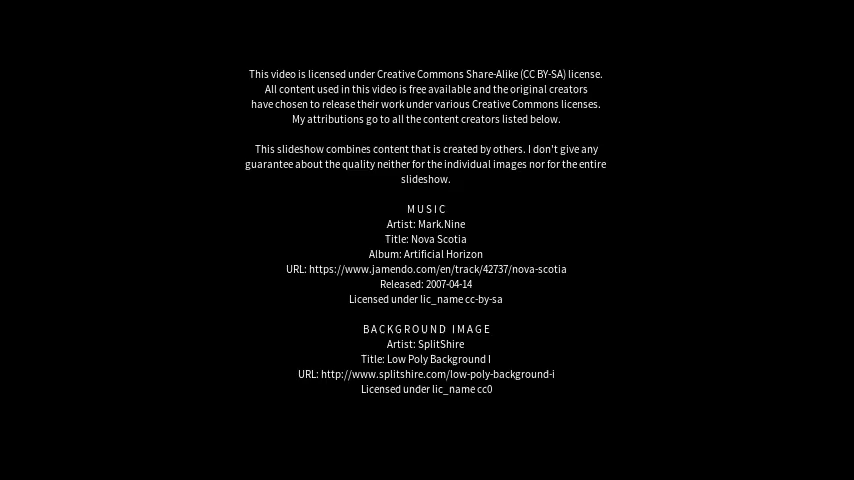 This video is licensed under Creative Commons Share-Alike (CC BY-SA) license.
All content used in this video is free available and the original creators
have chosen to release their work under various Creative Commons licenses.
My attributions go to all the content creators listed below.
This slideshow combines content that is created by others. I don't give any
guarantee about the quality neither for the individual images nor for the entire
slideshow.
MUSIC
Artist: Mark.Nine
Title: Nova Scotia
Album: Artificial Horizon
URL: https://www.jamendo.com/en/track/42737/nova-scotia
Released: 2007-04-14
Licensed under lic_name cc-by-sa
BACKGROUND IMAGE
Artist: SplitShire
Title: Low Poly Background I
URL: http://www.splitshire.com/low-poly-background-i
Licensed under lic_name cc0